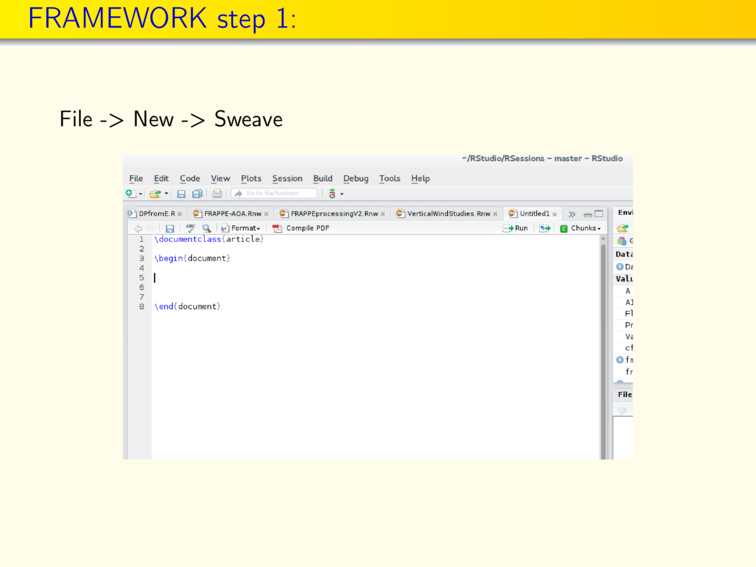 FRAMEWORK step 1:
File -> New -> Sweave
~/RStudio/RSessions - master - RStudio
File Edit Code View Plots Session Build Debug Tools Help
Go to file/function
DPfromE.R × FRAPPE-AOA.Rnw × FRAPPEprocessingV2.Rnw × VerticalWindStudies.Rnw × Untitled1 × Envi
ABC Format Compile PDF Run Chunks
1 \documentclass{article}
2
3 \begin{document}
4
5
6
7
8 \end{document}
Data
Da
Valu
A
A1
Fl
Pr
Va
cf
fn
fr
File